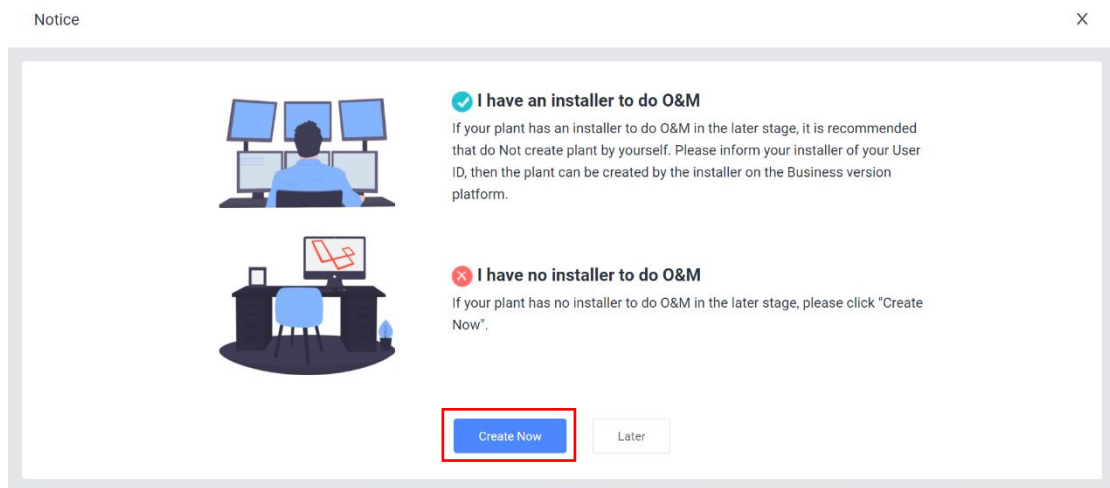 Notice
X
I have an installer to do O&M
If your plant has an installer to do O&M in the later stage, it is recommended
that do Not create plant by yourself. Please inform your installer of your User
ID, then the plant can be created by the installer on the Business version
platform.
I have no installer to do O&M
If your plant has no installer to do O&M in the later stage, please click "Create
Now".
Create Now
Later